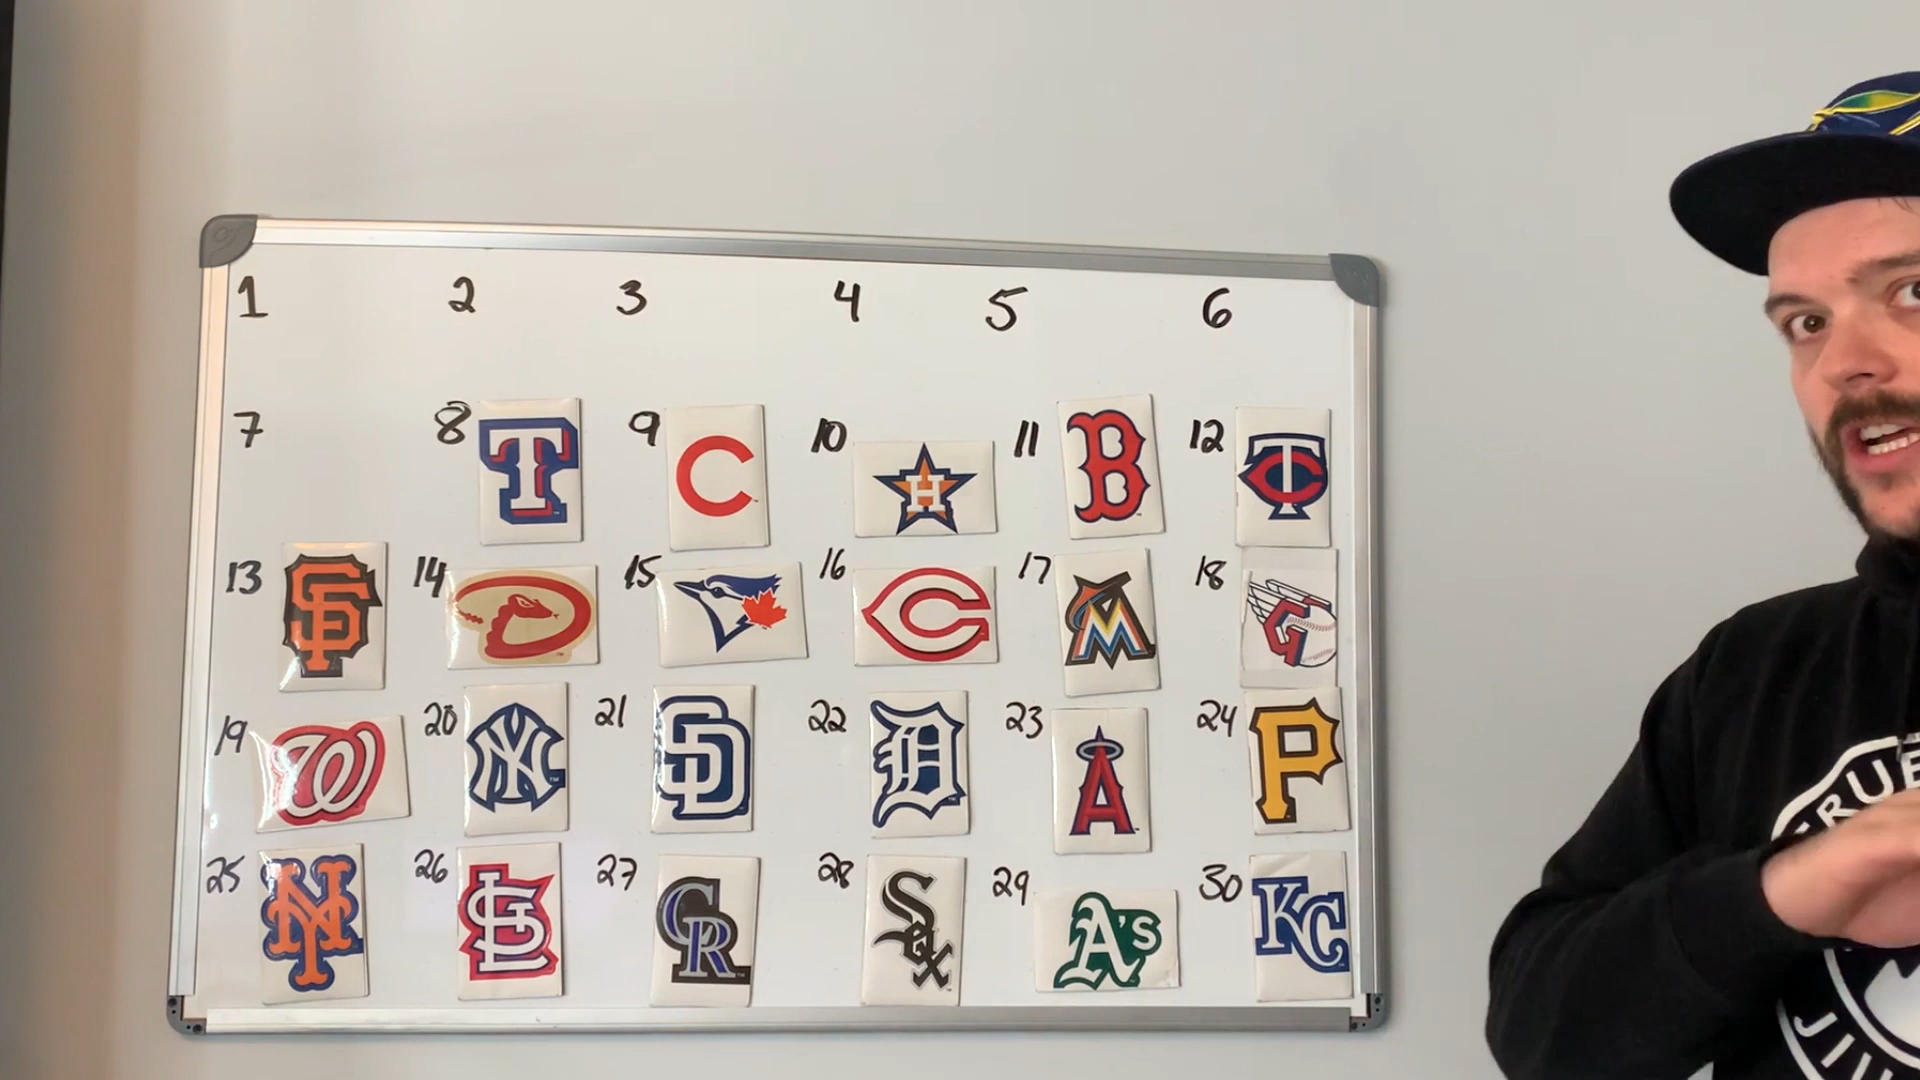 1 2 3 4 5 6
7 8 T 9 C 10 H 11 B 12 TC
13 SF 14 15 16 C 17 M 18 G
19 W 20 NY 21 SD 22 D 23 A 24 P
25 NY 26 STL 27 CR 28 Sox 29 A's 30 KC